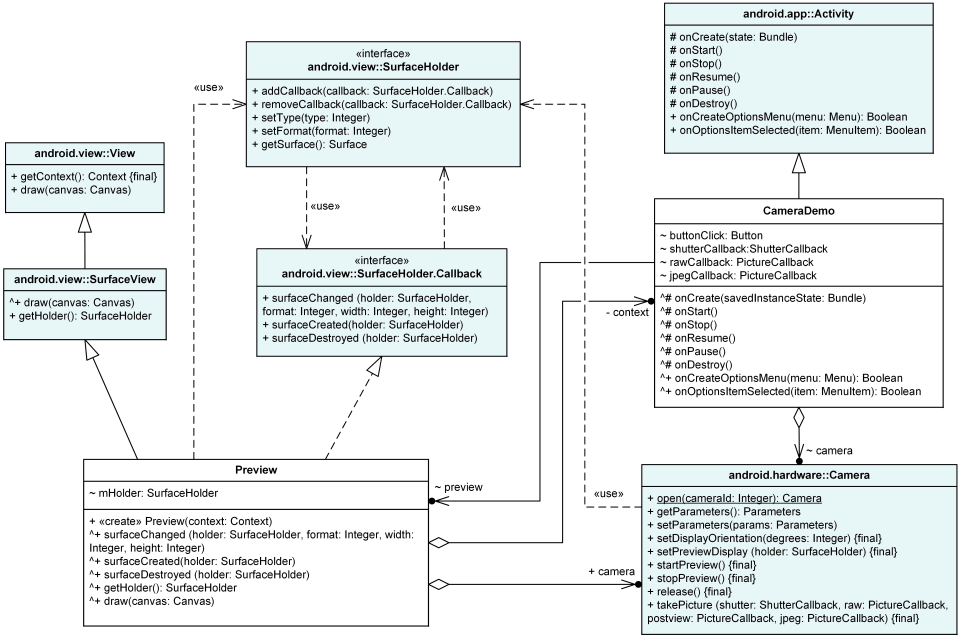 android.app::Activity
# onCreate(state: Bundle)
# onStart()
# onStop()
# onResume()
# onPause()
# onDestroy()
+ onCreateOptionsMenu(menu: Menu): Boolean
+ onOptionsItemSelected(item: MenuItem): Boolean
«interface»
android.view::SurfaceHolder
+ addCallback(callback: SurfaceHolder.Callback)
+ removeCallback(callback: SurfaceHolder.Callback)
+ setType(type: Integer)
+ setFormat(format: Integer)
+ getSurface(): Surface
«use»
android.view::View
+ getContext(): Context {final}
+ draw(canvas: Canvas)
«use»
«use»
CameraDemo
~ buttonClick: Button
~ shutterCallback:ShutterCallback
~ rawCallback: PictureCallback
~ jpegCallback: PictureCallback
^# onCreate(savedInstanceState: Bundle)
^# onStart()
^# onStop()
^# onResume()
^# onPause()
^# onDestroy()
^+ onCreateOptionsMenu(menu: Menu): Boolean
^+ onOptionsItemSelected(item: MenuItem): Boolean
«interface»
android.view::SurfaceHolder.Callback
+ surfaceChanged (holder: SurfaceHolder,
format: Integer, width: Integer, height: Integer)
+ surfaceCreated(holder: SurfaceHolder)
+ surfaceDestroyed (holder: SurfaceHolder)
android.view::SurfaceView
^+ draw(canvas: Canvas)
+ getHolder(): SurfaceHolder
- context
~ camera
Preview
~ mHolder: SurfaceHolder
+ «create» Preview(context: Context)
^+ surfaceChanged (holder: SurfaceHolder, format: Integer, width:
Integer, height: Integer)
^+ surfaceCreated(holder: SurfaceHolder)
^+ surfaceDestroyed (holder: SurfaceHolder)
^+ getHolder(): SurfaceHolder
^+ draw(canvas: Canvas)
~ preview
«use»
+ camera
android.hardware::Camera
+ open(cameraId: Integer): Camera
+ getParameters(): Parameters
+ setParameters(params: Parameters)
+ setDisplayOrientation(degrees: Integer) {final}
+ setPreviewDisplay (holder: SurfaceHolder) {final}
+ startPreview() {final}
+ stopPreview() {final}
+ release() {final}
+ takePicture (shutter: ShutterCallback, raw: PictureCallback,
postview: PictureCallback, jpeg: PictureCallback) {final}